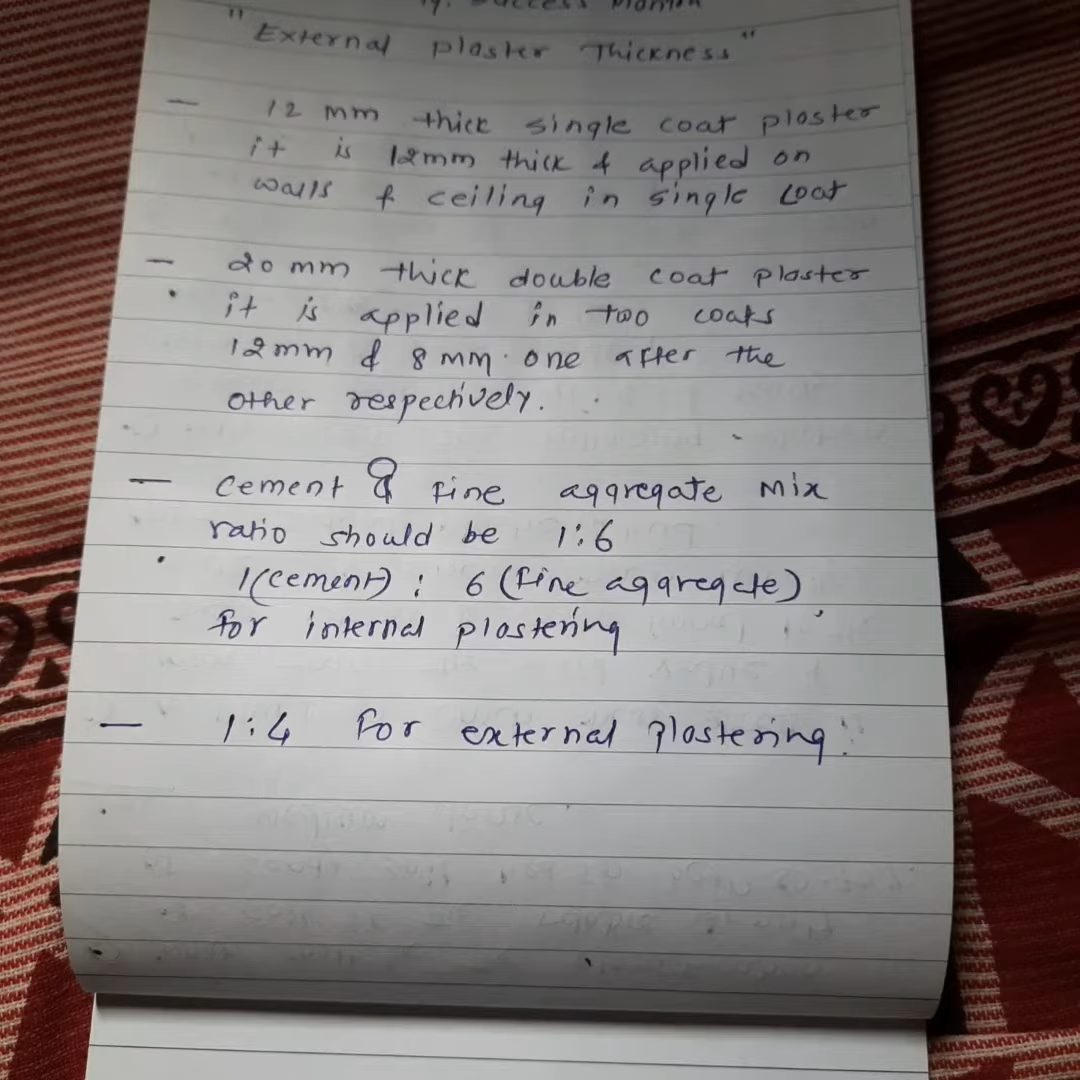 "External plaster Thickness"
— 12 mm thick single coat plaster
it is 12mm thick & applied on
walls & ceiling in single coat
— 20 mm thick double coat plaster
it is applied in two coats
12mm & 8 mm. one after the
other respectively.
— cement & Fine aggregate mix
ratio should be 1:6
1(cement) : 6 (Fine aggregate)
for internal plastering
— 1:4 For external plastering.